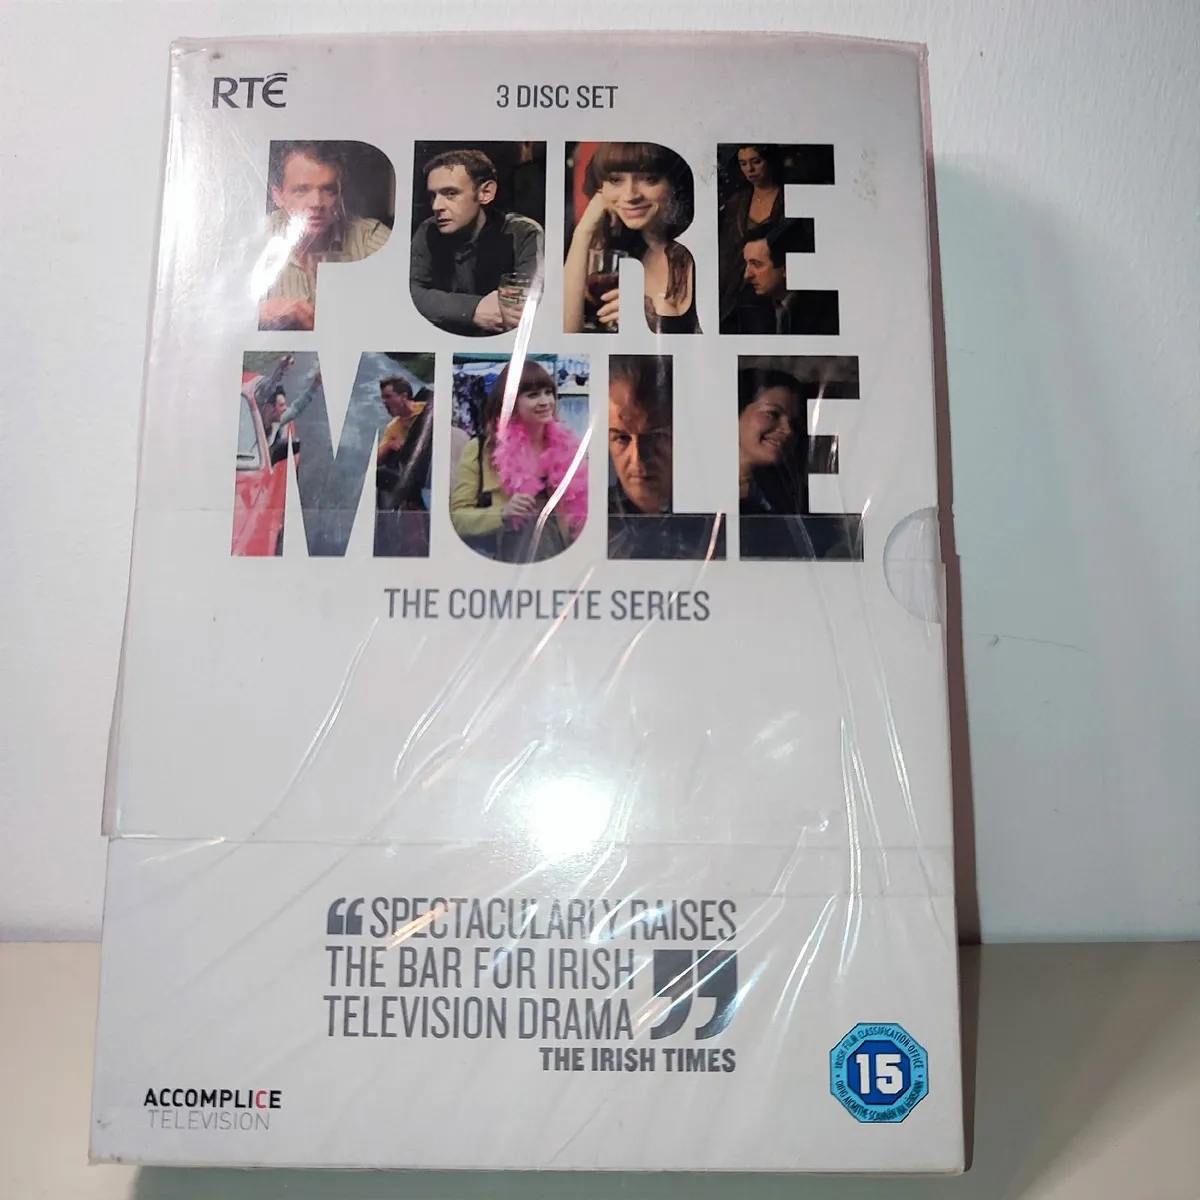 RTÉ
3 DISC SET
PURE
MULE
THE COMPLETE SERIES
“SPECTACULARLY RAISES
THE BAR FOR IRISH
TELEVISION DRAMA”
THE IRISH TIMES
ACCOMPLICE
TELEVISION
IRISH FILM CLASSIFICATION OFFICE
15